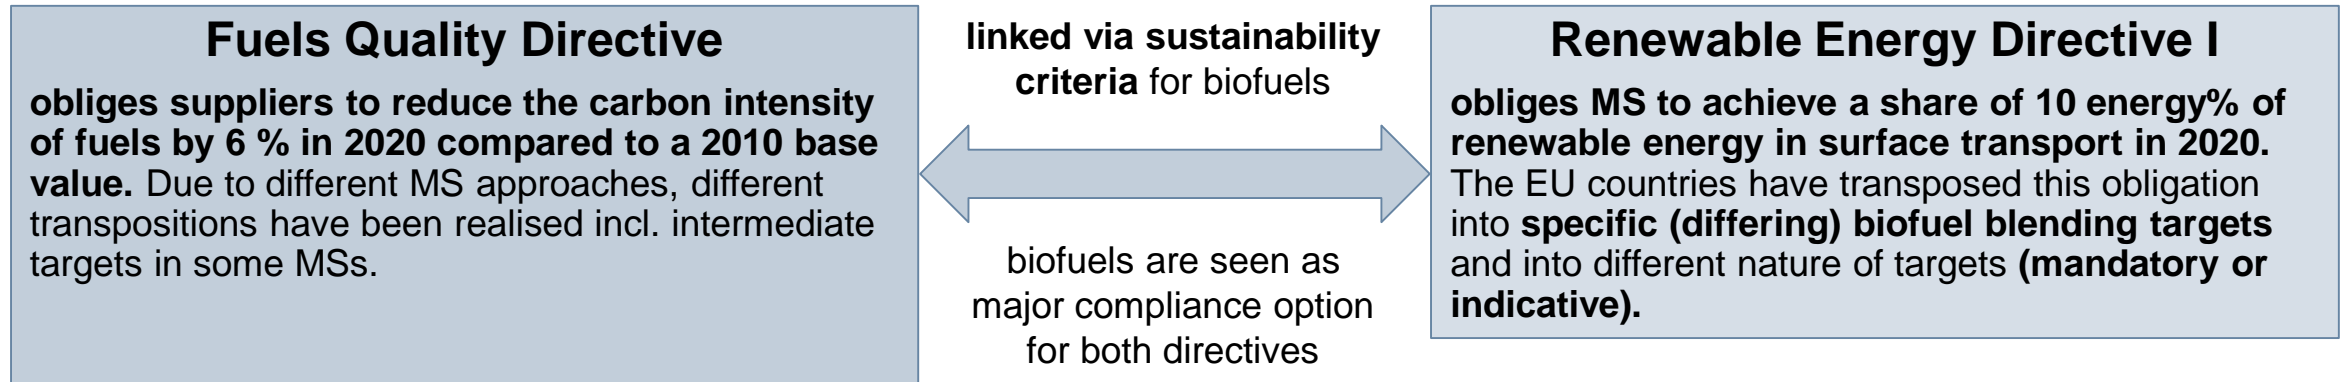 Fuels Quality Directive
obliges suppliers to reduce the carbon intensity
of fuels by 6 % in 2020 compared to a 2010 base
value. Due to different MS approaches, different
transpositions have been realised incl. intermediate
targets in some MSs.
linked via sustainability
criteria for biofuels
biofuels are seen as
major compliance option
for both directives
Renewable Energy Directive I
obliges MS to achieve a share of 10 energy% of
renewable energy in surface transport in 2020.
The EU countries have transposed this obligation
into specific (differing) biofuel blending targets
and into different nature of targets (mandatory or
indicative).